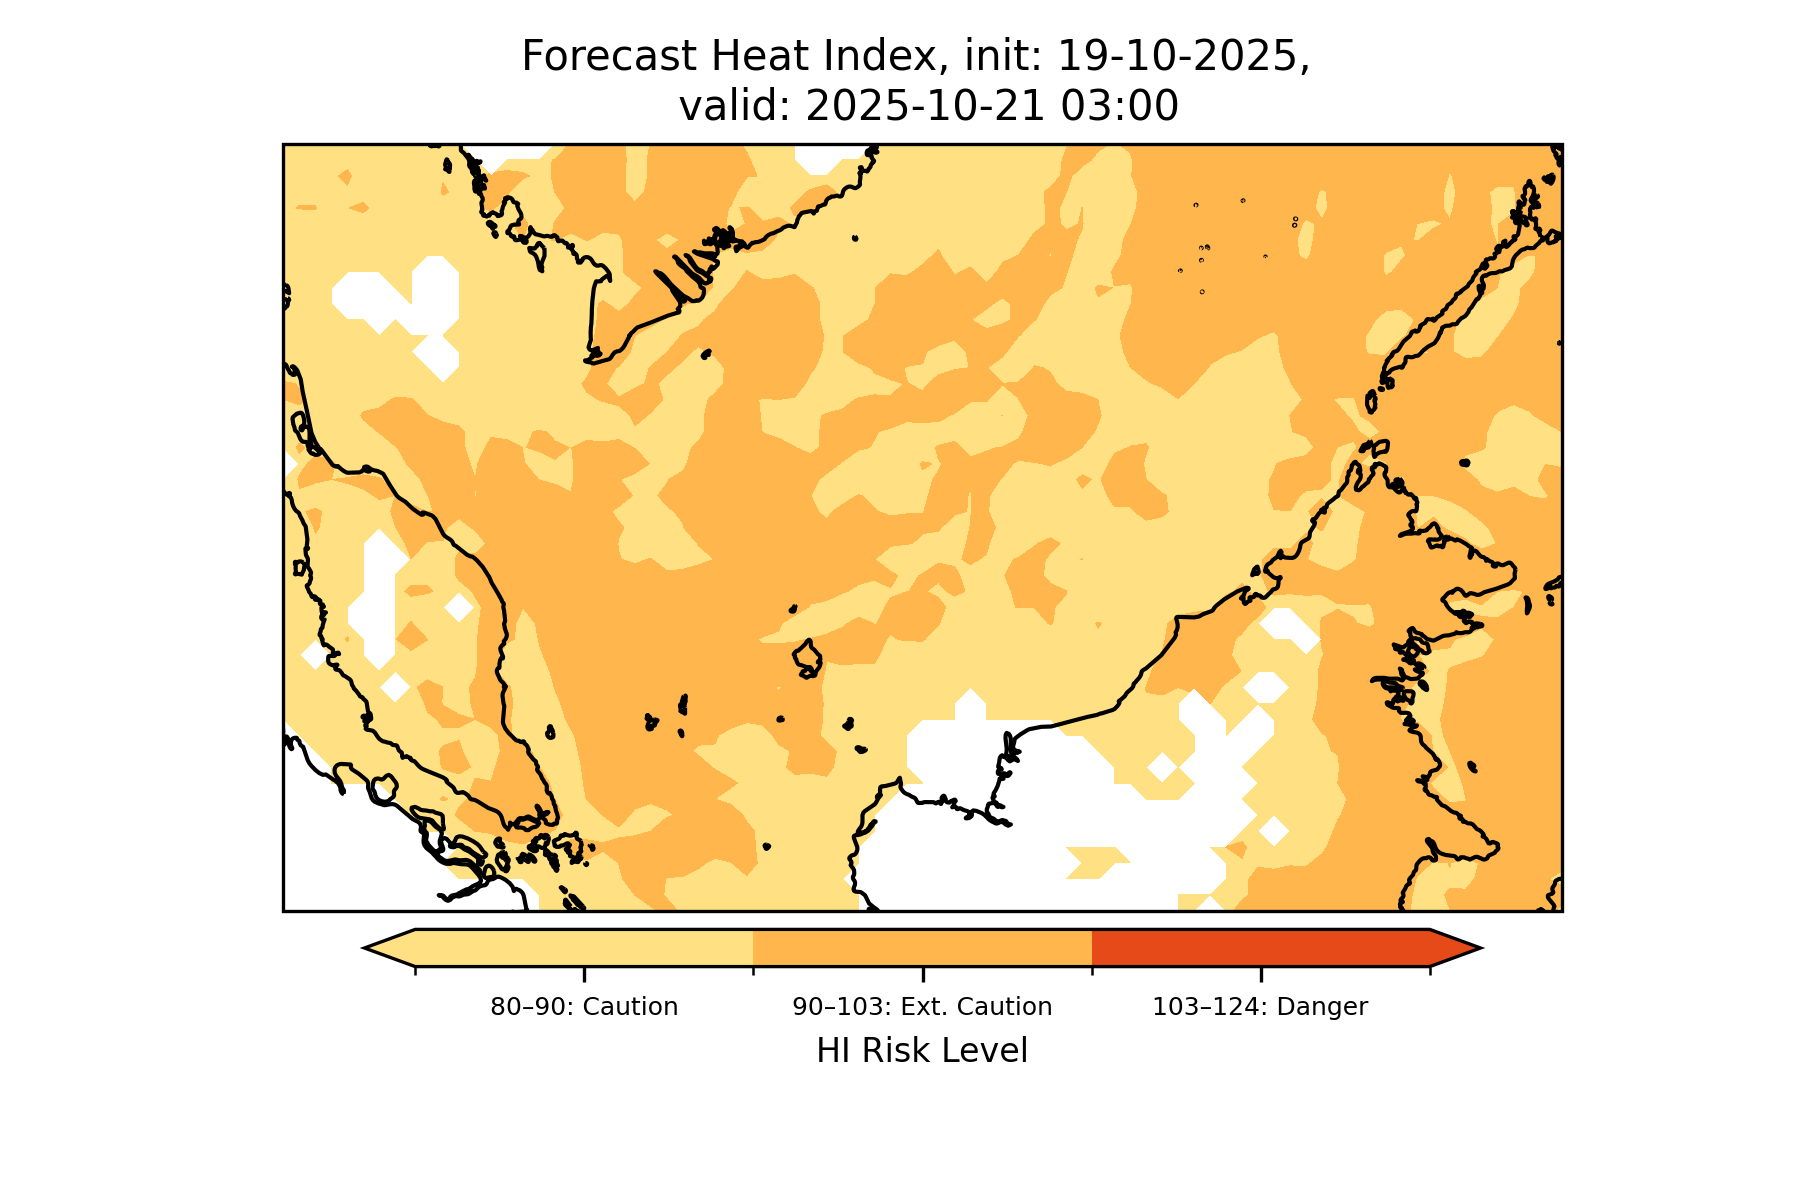 Forecast Heat Index, init: 19-10-2025,
valid: 2025-10-21 03:00
80–90: Caution
90–103: Ext. Caution
103–124: Danger
HI Risk Level